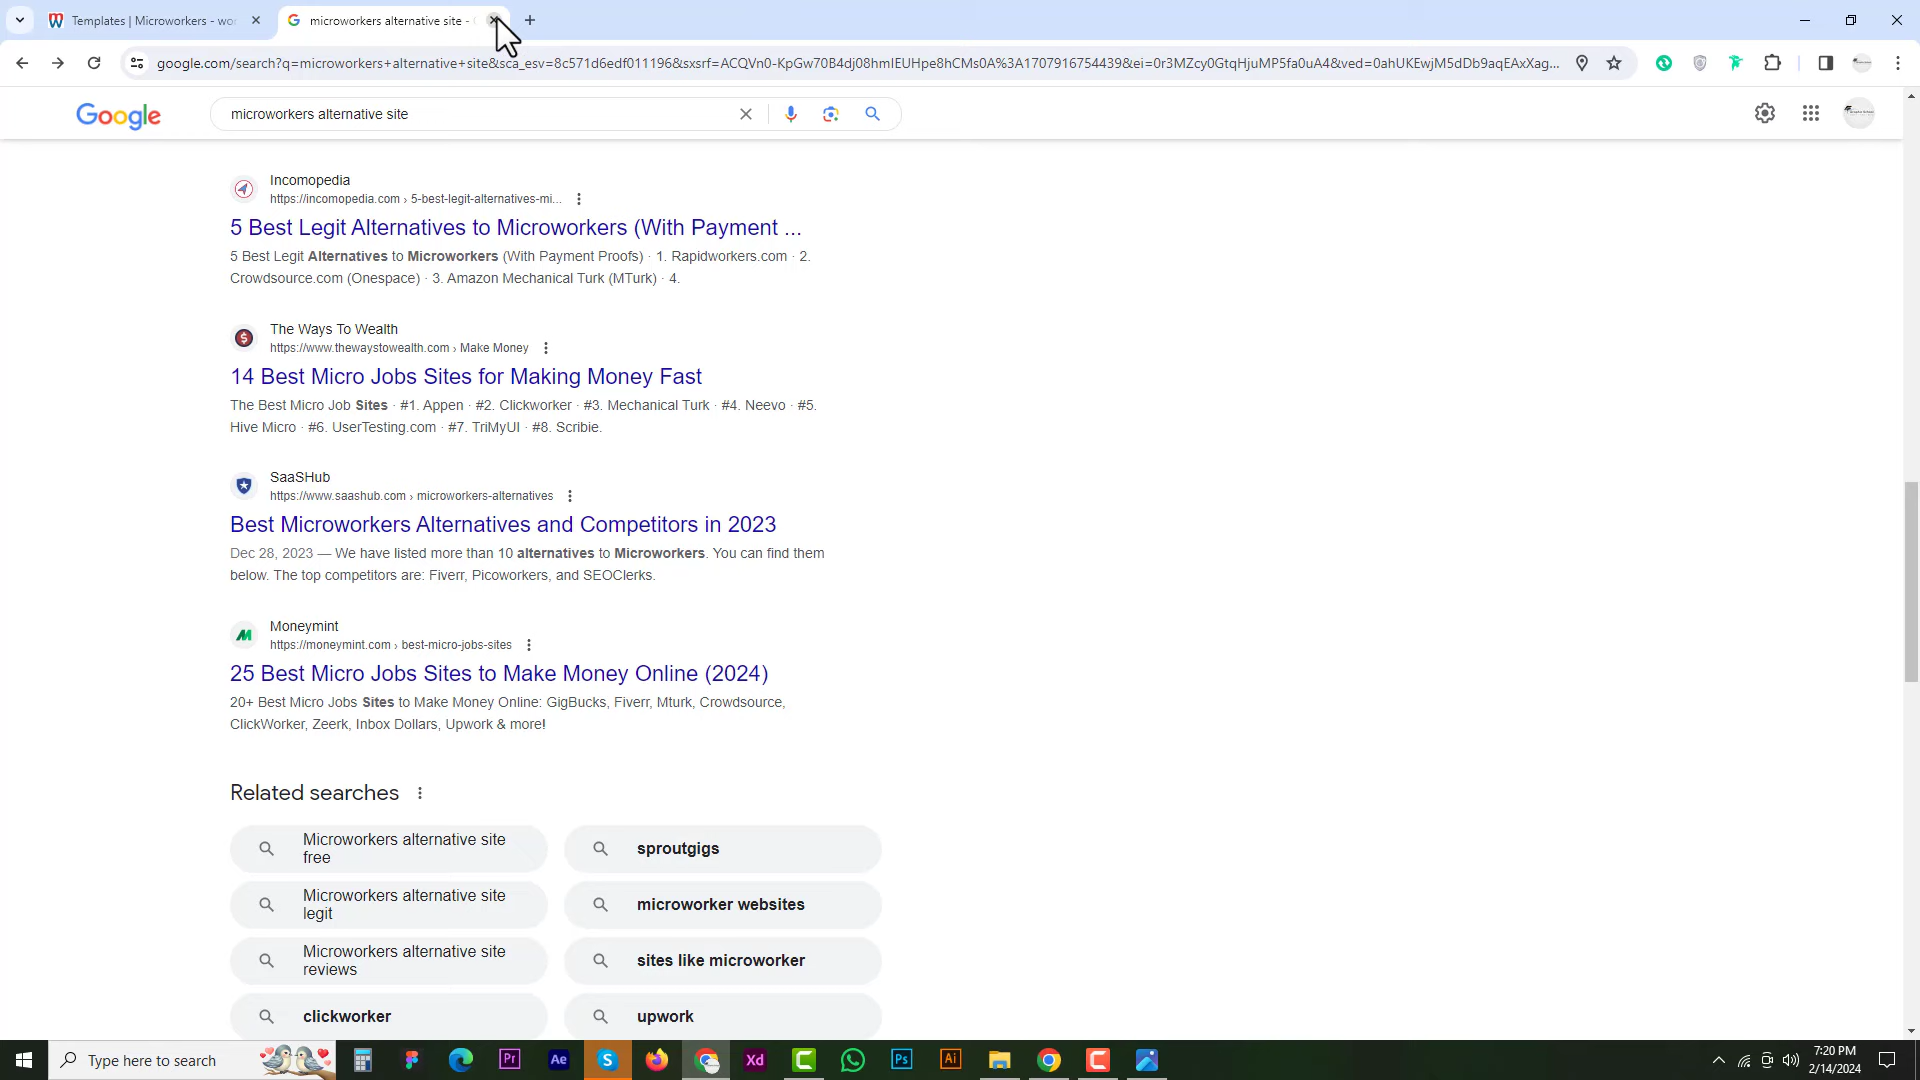 Templates | Microworkers - wo
microworkers alternative site -
google.com/search?q=microworkers+alternative+site&sca_esv=8c571d6edf011196&sxsrf=ACQVn0-KpGw70B4dj08hmIEUHpe8hCMs0A%3A1707916754439&ei=0r3MZcy0GtqHjuMP5fa0uA4&ved=0ahUKEwjM5dDb9aqEAxXag...
Google
microworkers alternative site
Incomopedia
https://incomopedia.com › 5-best-legit-alternatives-mi...
5 Best Legit Alternatives to Microworkers (With Payment ...
5 Best Legit Alternatives to Microworkers (With Payment Proofs) · 1. Rapidworkers.com · 2.
Crowdsource.com (Onespace) · 3. Amazon Mechanical Turk (MTurk) · 4.
The Ways To Wealth
https://www.thewaystowealth.com › Make Money
14 Best Micro Jobs Sites for Making Money Fast
The Best Micro Job Sites · #1. Appen · #2. Clickworker · #3. Mechanical Turk · #4. Neevo · #5.
Hive Micro · #6. UserTesting.com · #7. TriMyUI · #8. Scribie.
SaaSHub
https://www.saashub.com › microworkers-alternatives
Best Microworkers Alternatives and Competitors in 2023
Dec 28, 2023 — We have listed more than 10 alternatives to Microworkers. You can find them
below. The top competitors are: Fiverr, Picoworkers, and SEOClerks.
Moneymint
https://moneymint.com › best-micro-jobs-sites
25 Best Micro Jobs Sites to Make Money Online (2024)
20+ Best Micro Jobs Sites to Make Money Online: GigBucks, Fiverr, Mturk, Crowdsource,
ClickWorker, Zeerk, Inbox Dollars, Upwork & more!
Related searches
Microworkers alternative site
free
sproutgigs
Microworkers alternative site
legit
microworker websites
Microworkers alternative site
reviews
sites like microworker
clickworker
upwork
Type here to search
Pr
Ae
S
Xd
Ps
Ai
7:20 PM
2/14/2024